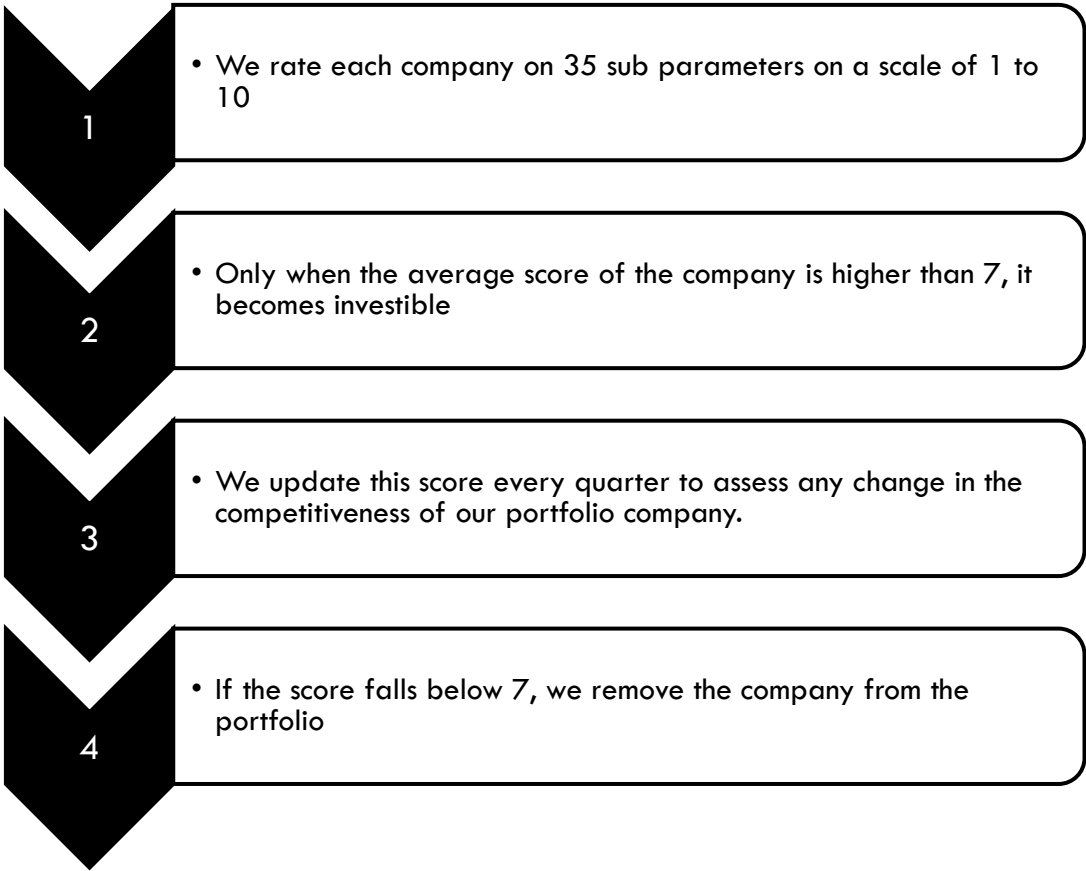 1
• We rate each company on 35 sub parameters on a scale of 1 to
10
2
• Only when the average score of the company is higher than 7, it
becomes investible
3
• We update this score every quarter to assess any change in the
competitiveness of our portfolio company.
4
• If the score falls below 7, we remove the company from the
portfolio